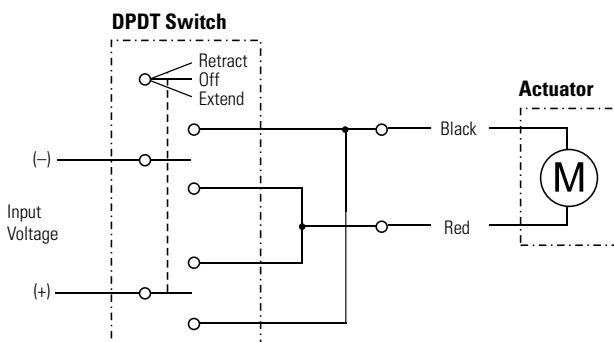 DPDT Switch
Retract
Off
Extend
Actuator
Black
(–)
M
Input
Voltage
Red
(+)